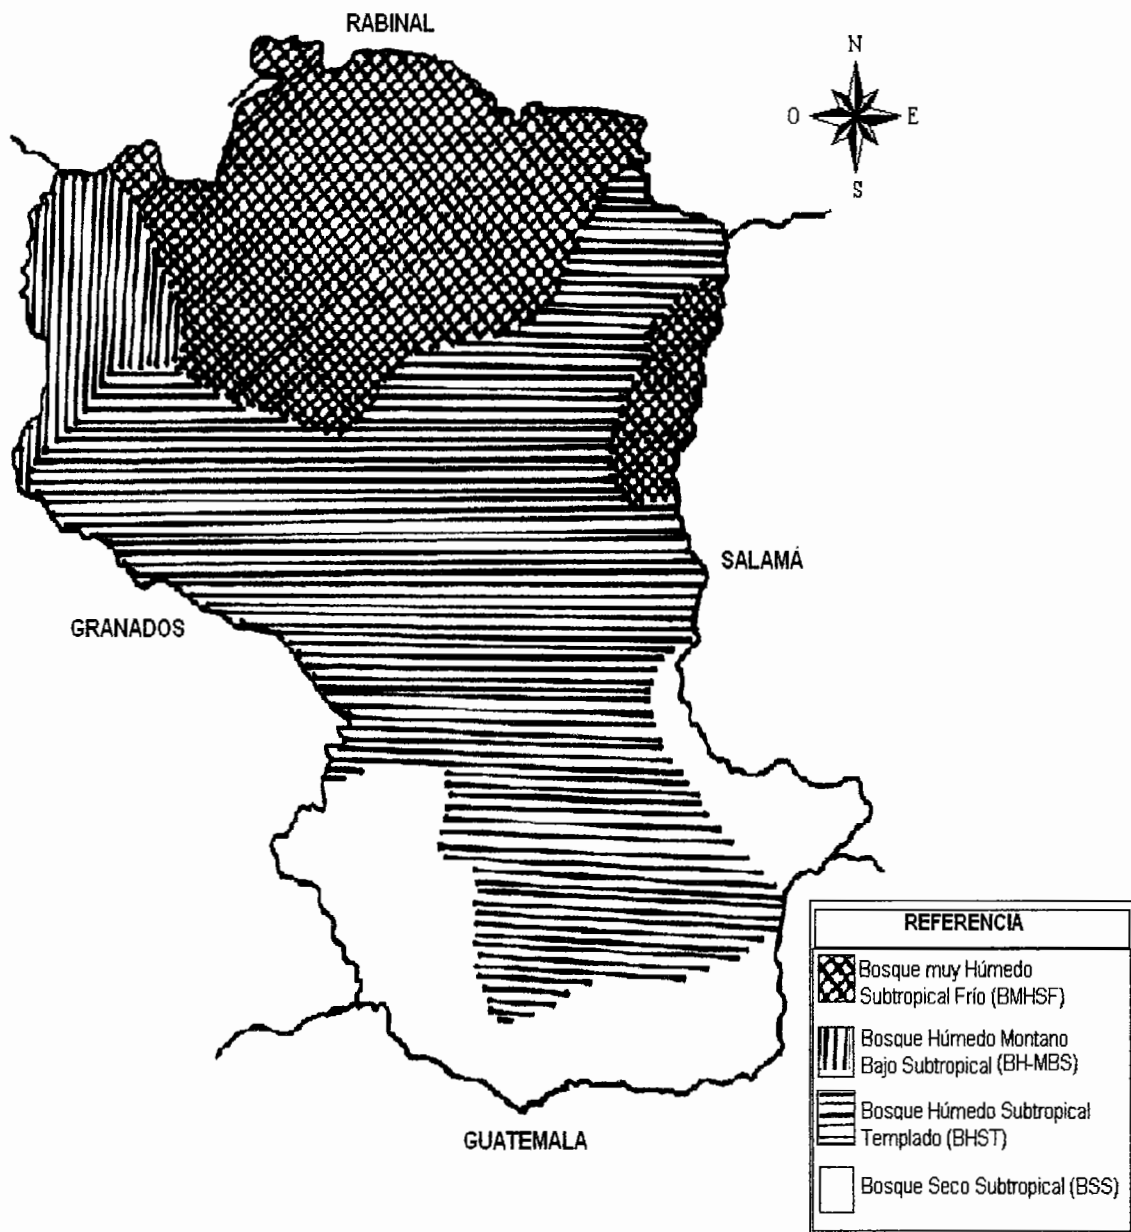 RABINAL
N
O
E
S
SALAMÁ
GRANADOS
GUATEMALA
REFERENCIA
Bosque muy Húmedo
Subtropical Frío (BMHSF)
Bosque Húmedo Montano
Bajo Subtropical (BH-MBS)
Bosque Húmedo Subtropical
Templado (BHST)
Bosque Seco Subtropical (BSS)